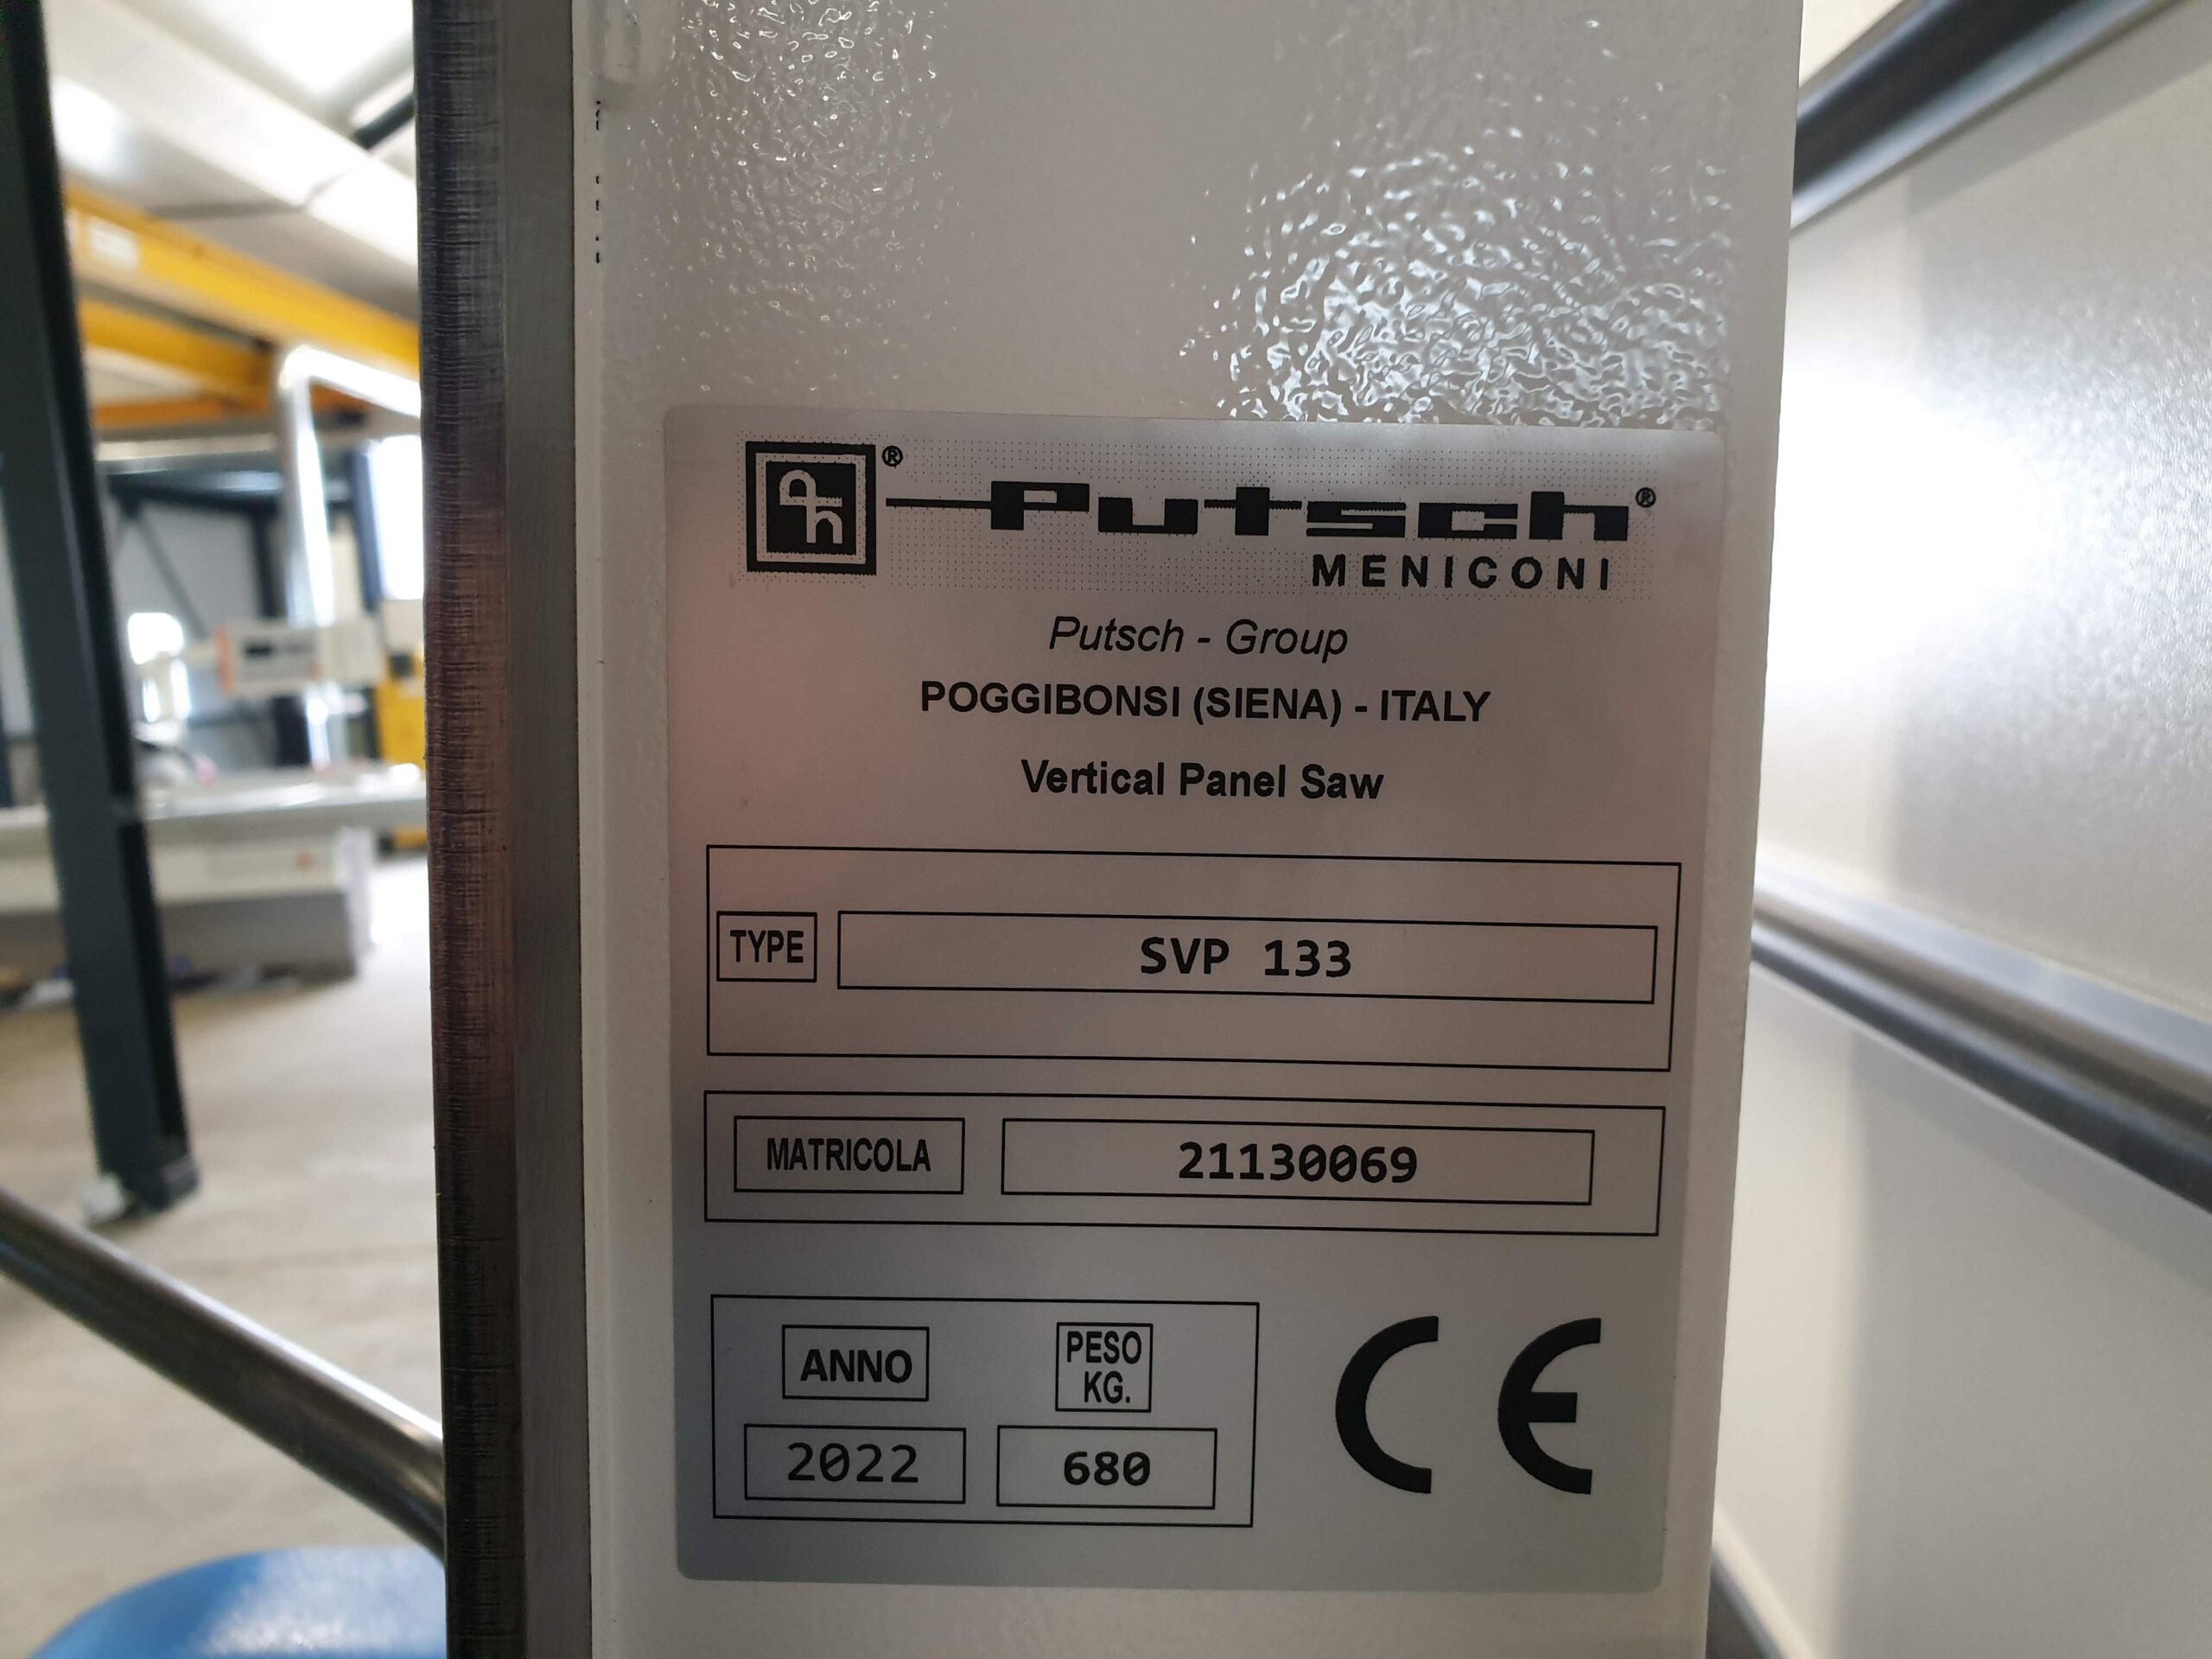 ® Putsch®
MENICONI
Putsch - Group
POGGIBONSI (SIENA) - ITALY
Vertical Panel Saw
TYPE SVP 133
MATRICOLA 21130069
ANNO PESO KG.
2022 680
CE